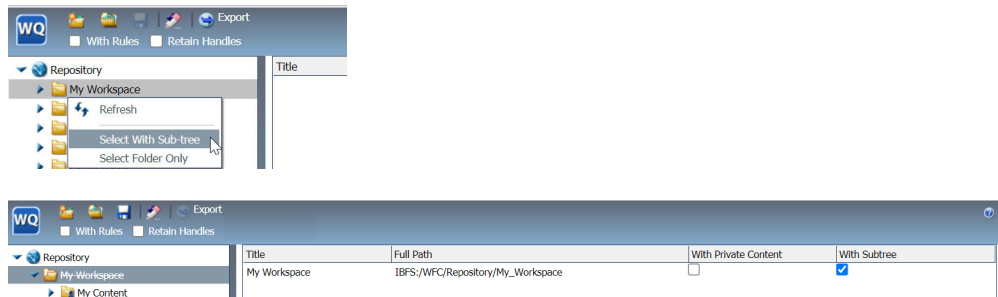 WQ
Export
With Rules Retain Handles
Repository
Title
My Workspace
Refresh
Select With Sub-tree
Select Folder Only
WQ
Export
With Rules Retain Handles
Repository
Title Full Path With Private Content With Subtree
My Workspace
My Workspace IBFS:/WFC/Repository/My_Workspace
My Content